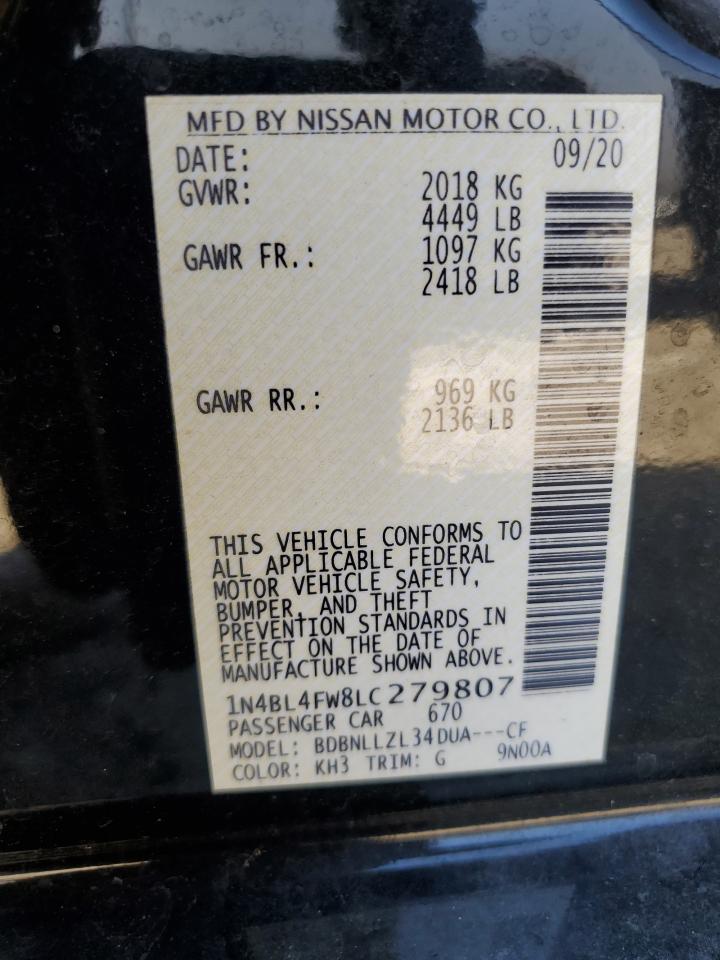 MFD BY NISSAN MOTOR CO., LTD.
DATE: 09/20
GVWR: 2018 KG
4449 LB
GAWR FR.: 1097 KG
2418 LB
GAWR RR.: 969 KG
2136 LB
THIS VEHICLE CONFORMS TO
ALL APPLICABLE FEDERAL
MOTOR VEHICLE SAFETY,
BUMPER, AND THEFT
PREVENTION STANDARDS IN
EFFECT ON THE DATE OF
MANUFACTURE SHOWN ABOVE.
1N4BL4FW8LC279807
PASSENGER CAR 670
MODEL: BDBNLLZL34DUA---CF
COLOR: KH3 TRIM: G 9N00A